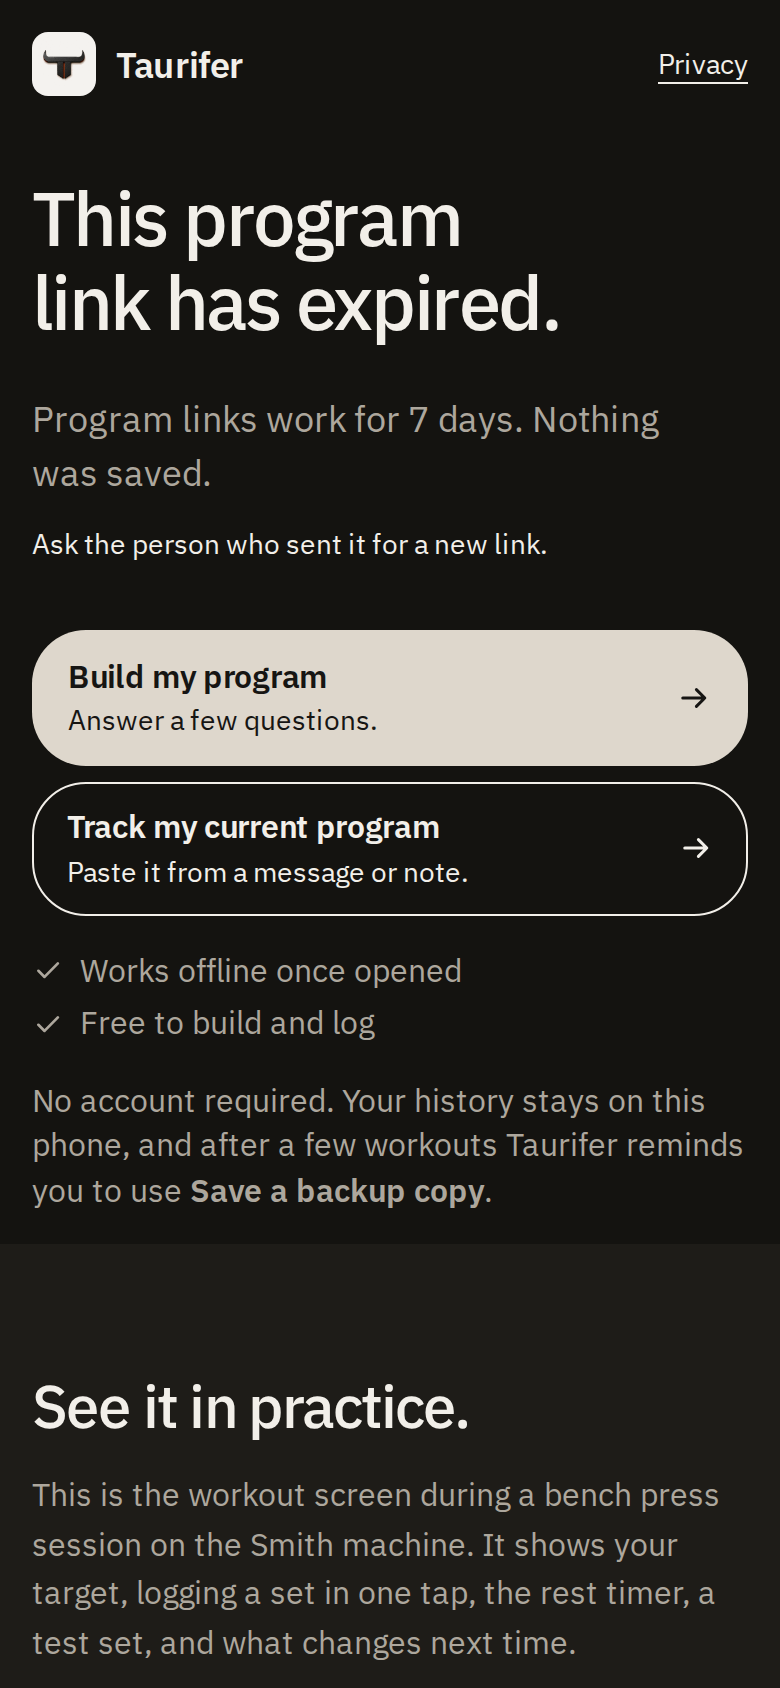 Taurifer
Privacy
This program
link has expired.
Program links work for 7 days. Nothing
was saved.
Ask the person who sent it for a new link.
Build my program
Answer a few questions.
Track my current program
Paste it from a message or note.
Works offline once opened
Free to build and log
No account required. Your history stays on this
phone, and after a few workouts Taurifer reminds
you to use Save a backup copy.
See it in practice.
This is the workout screen during a bench press
session on the Smith machine. It shows your
target, logging a set in one tap, the rest timer, a
test set, and what changes next time.